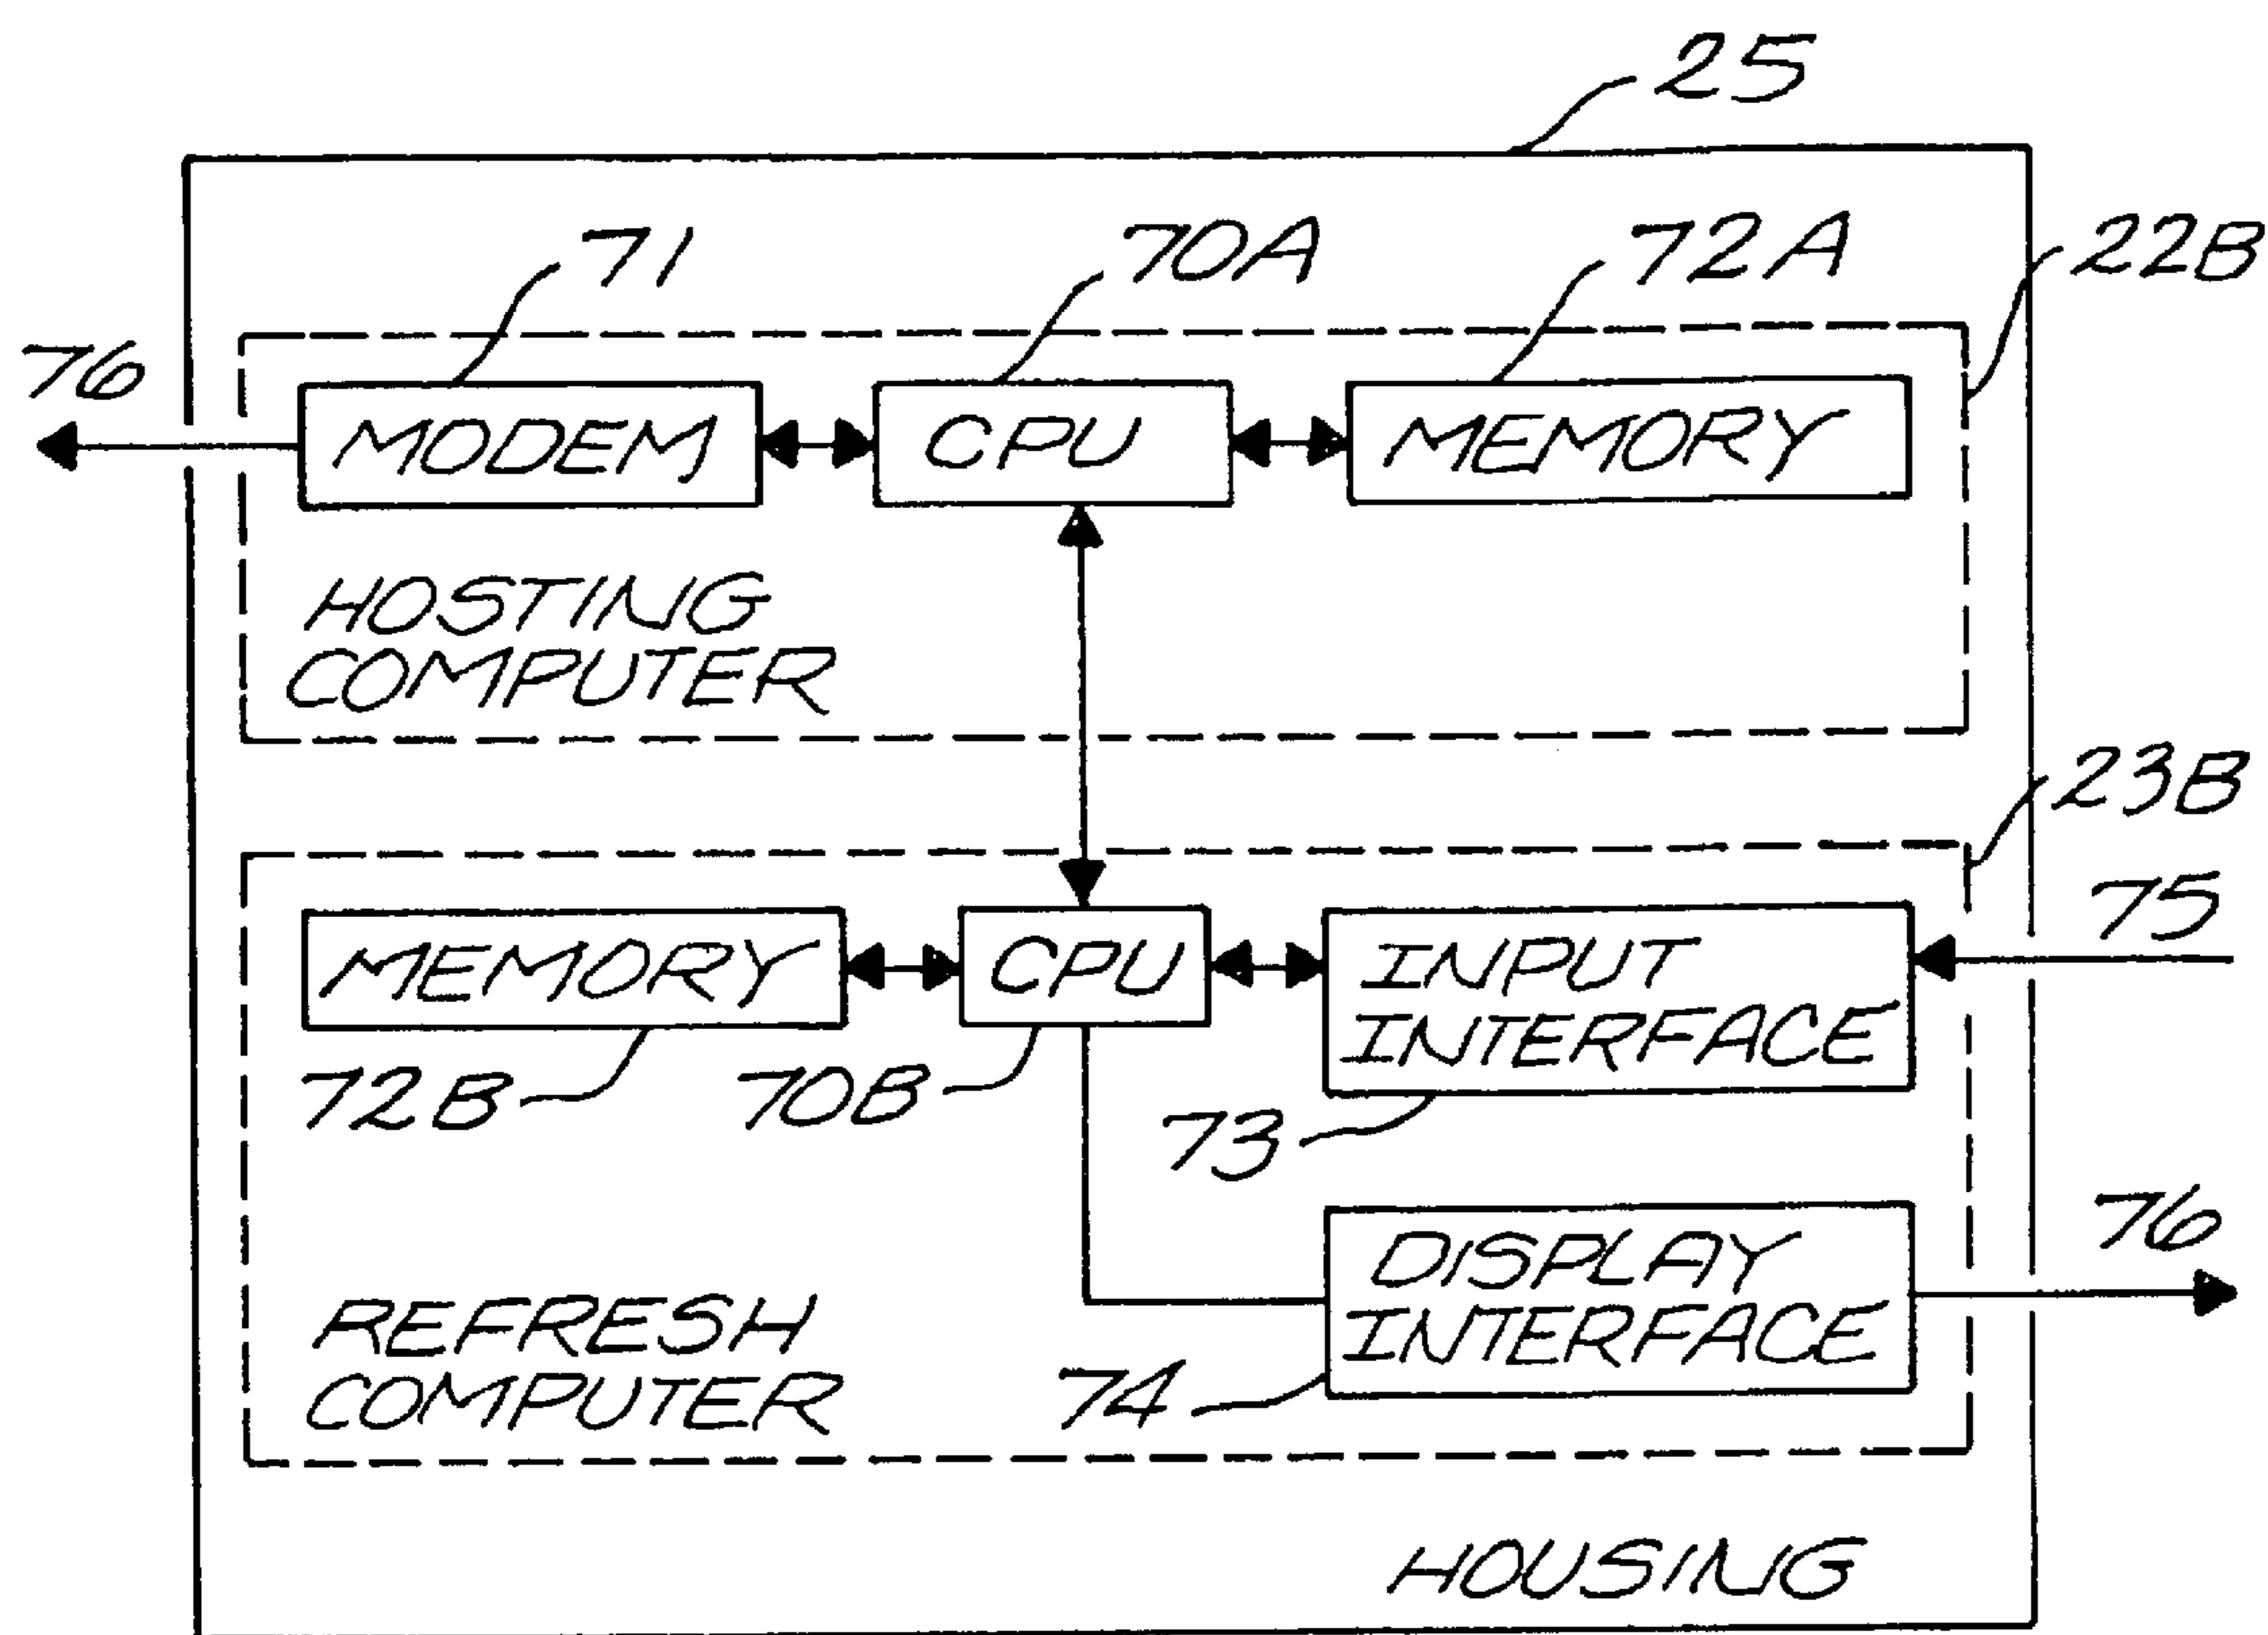 25
71
70A
72A
22B
76
MODEM
CPU
MEMORY
HOSTING
COMPUTER
23B
75
MEMORY
CPU
INPUT
INTERFACE
72B
70B
73
76
DISPLAY
INTERFACE
REFRESH
COMPUTER
74
HOUSING